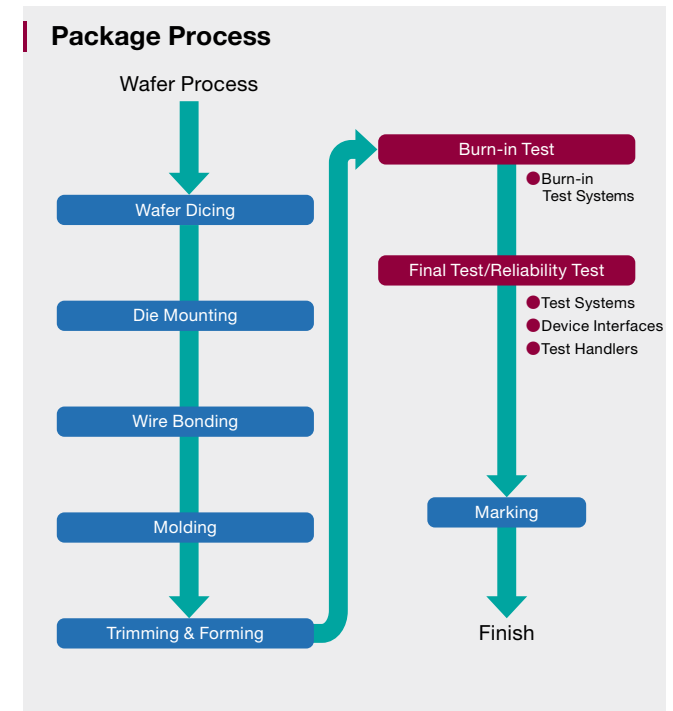 Package Process
Wafer Process
Wafer Dicing
Die Mounting
Wire Bonding
Molding
Trimming & Forming
Burn-in Test
Burn-in
Test Systems
Final Test/Reliability Test
Test Systems
Device Interfaces
Test Handlers
Marking
Finish